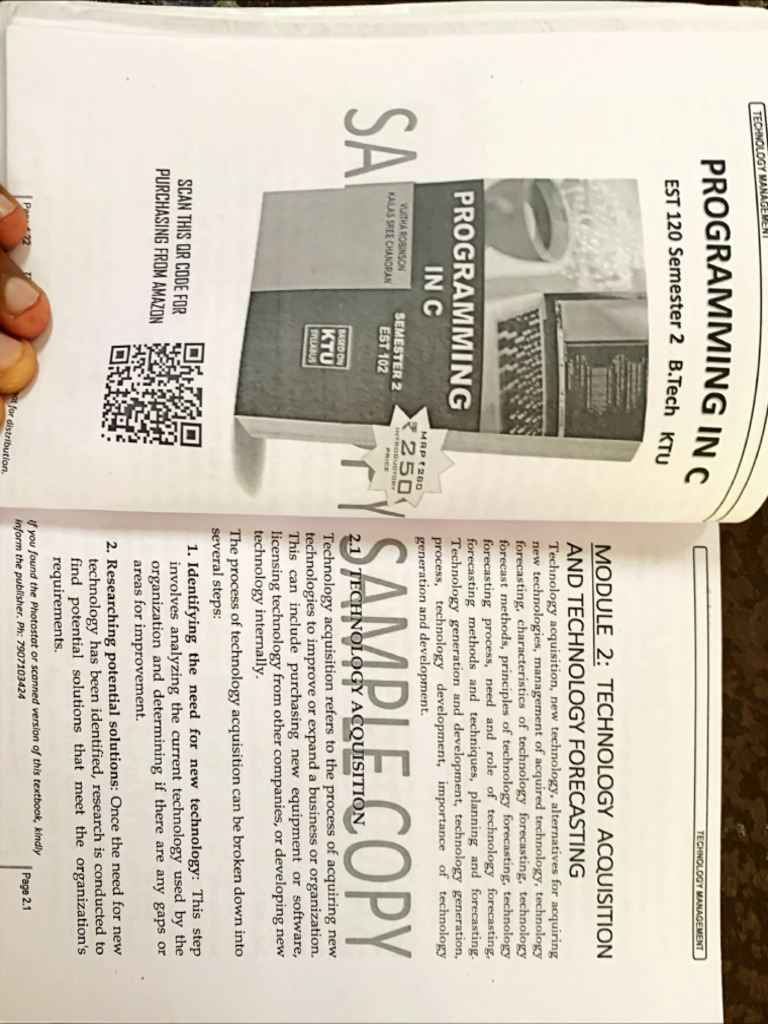 TECHNOLOGY MANAGEMENT
PROGRAMMING IN C
EST 120 Semester 2 B.Tech KTU
PROGRAMMING
IN C
VIJITHA ROBINSON
KAILAS SREE CHANDRAN
SEMESTER 2
EST 102
BASED ON
KTU
SYLLABUS
MRP ₹280
₹250
INTRODUCTORY
PRICE
SA
PY
SCAN THIS QR CODE FOR
PURCHASING FROM AMAZON
for distribution.
TECHNOLOGY MANAGEMENT
MODULE 2: TECHNOLOGY ACQUISITION
AND TECHNOLOGY FORECASTING
Technology acquisition, new technology, alternatives for acquiring
new technologies, management of acquired technology, technology
forecasting, characteristics of technology forecasting, technology
forecast methods, principles of technology forecasting, technology
forecasting process, need and role of technology forecasting,
forecasting methods and techniques, planning and forecasting.
Technology generation and development, technology generation,
process, technology development, importance of technology
generation and development.
SAMPLE COPY
2.1 TECHNOLOGY ACQUISITION
Technology acquisition refers to the process of acquiring new
technologies to improve or expand a business or organization.
This can include purchasing new equipment or software,
licensing technology from other companies, or developing new
technology internally.
The process of technology acquisition can be broken down into
several steps:
1. Identifying the need for new technology: This step
involves analyzing the current technology used by the
organization and determining if there are any gaps or
areas for improvement.
2. Researching potential solutions: Once the need for new
technology has been identified, research is conducted to
find potential solutions that meet the organization's
requirements.
If you found the Photostat or scanned version of this textbook, kindly
inform the publisher. Ph: 7907103424
Page 2.1